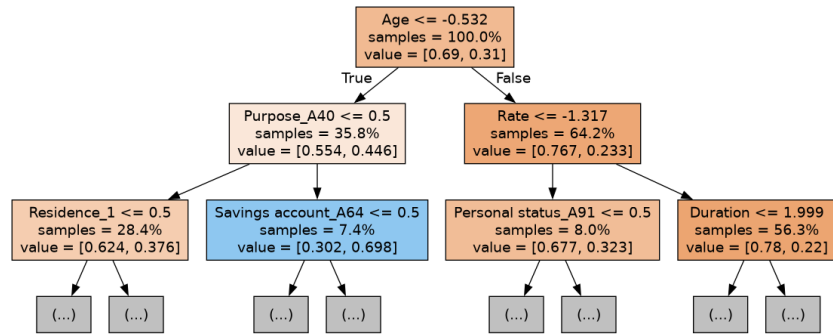 Age <= -0.532
samples = 100.0%
value = [0.69, 0.31]
True
False
Purpose_A40 <= 0.5
samples = 35.8%
value = [0.554, 0.446]
Rate <= -1.317
samples = 64.2%
value = [0.767, 0.233]
Residence_1 <= 0.5
samples = 28.4%
value = [0.624, 0.376]
Savings account_A64 <= 0.5
samples = 7.4%
value = [0.302, 0.698]
Personal status_A91 <= 0.5
samples = 8.0%
value = [0.677, 0.323]
Duration <= 1.999
samples = 56.3%
value = [0.78, 0.22]
(...)
(...)
(...)
(...)
(...)
(...)
(...)
(...)